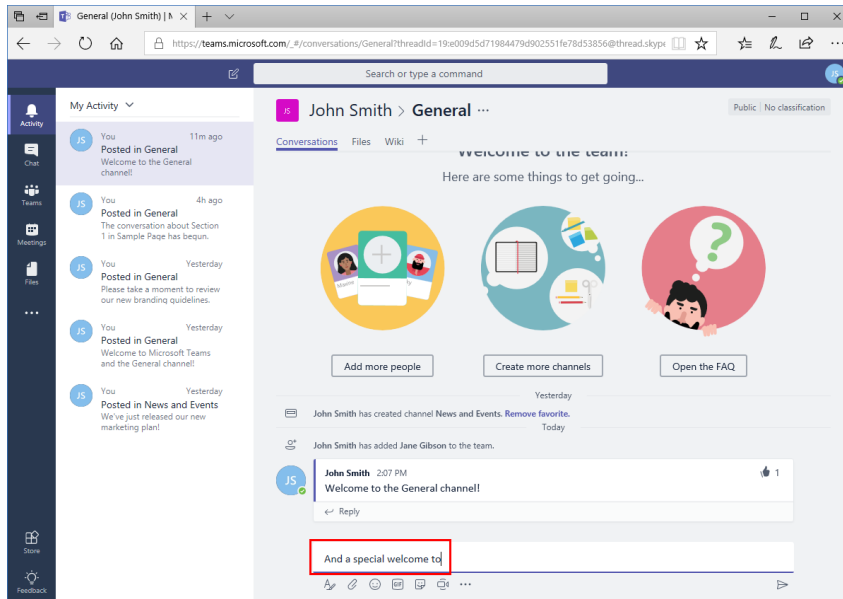 General (John Smith) | M
https://teams.microsoft.com/_#/conversations/General?threadId=19:e009d5d71984479d902551fe78d53856@thread.skype
Search or type a command
JS
Activity
Chat
Teams
Meetings
Files
Store
Feedback
My Activity
JS
You 11m ago
Posted in General
Welcome to the General
channel!
JS
You 4h ago
Posted in General
The conversation about Section
1 in Sample Page has begun.
JS
You Yesterday
Posted in General
Please take a moment to review
our new branding guidelines.
JS
You Yesterday
Posted in General
Welcome to Microsoft Teams
and the General channel!
JS
You Yesterday
Posted in News and Events
We've just released our new
marketing plan!
JS John Smith > General ...
Public No classification
Conversations Files Wiki
Welcome to the team!
Here are some things to get going...
Add more people
Create more channels
Open the FAQ
Yesterday
John Smith has created channel News and Events. Remove favorite.
Today
John Smith has added Jane Gibson to the team.
JS
John Smith 2:07 PM 1
Welcome to the General channel!
Reply
And a special welcome to
GIF